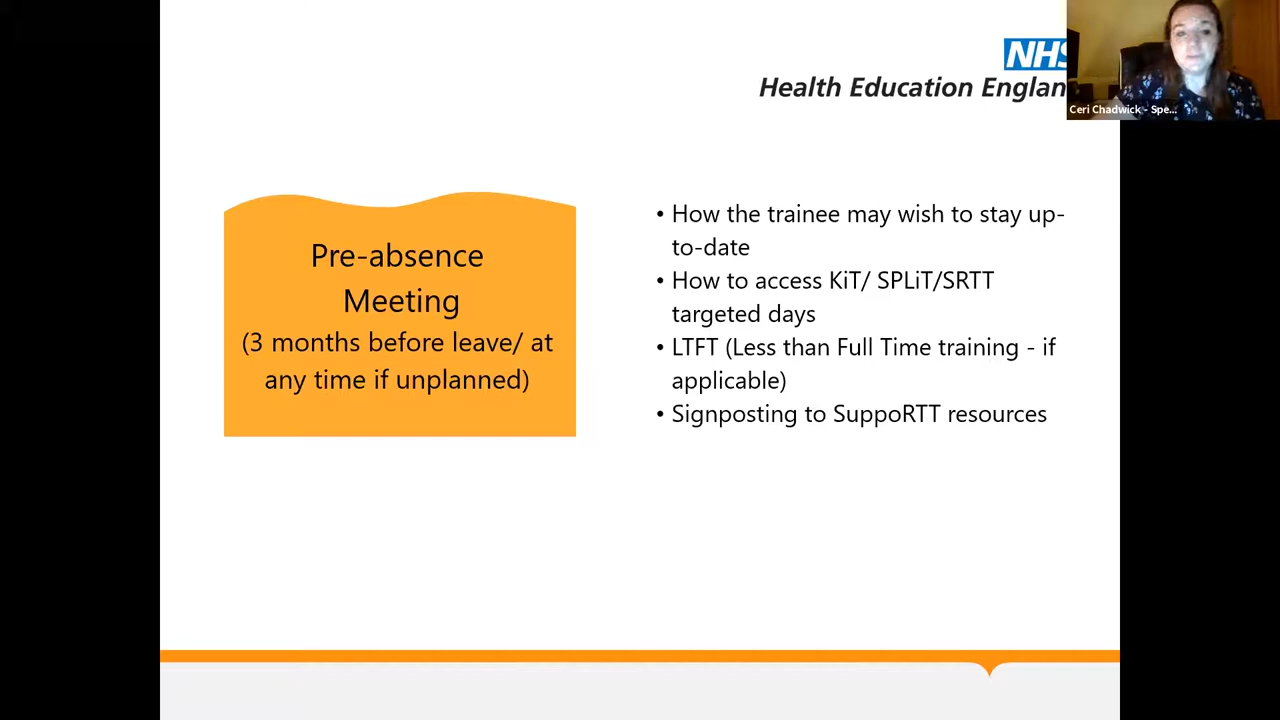 NHS
Health Education Englan
Ceri Chadwick - Spe...
Pre-absence
Meeting
(3 months before leave/ at
any time if unplanned)
• How the trainee may wish to stay up-
to-date
• How to access KiT/ SPLiT/SRTT
targeted days
• LTFT (Less than Full Time training - if
applicable)
• Signposting to SuppoRTT resources